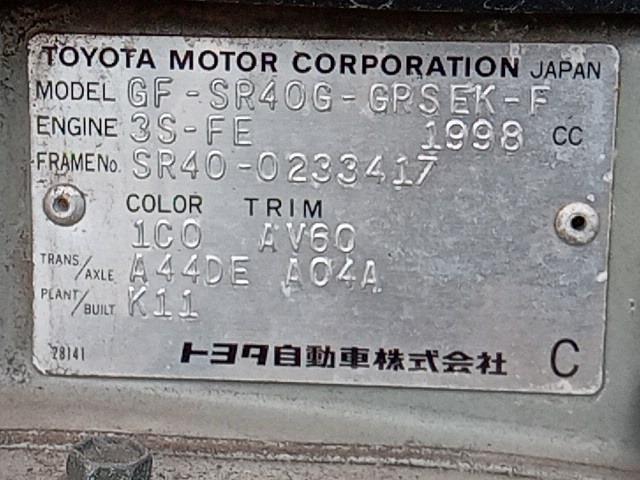 TOYOTA MOTOR CORPORATION JAPAN
MODEL GF-SR40G-GPSEK-F
ENGINE 3S-FE 1998 CC
FRAME No. SR40-0233417
COLOR TRIM
1C0 AV60
TRANS./AXLE A44DE A04A
PLANT/BUILT K11
28141 トヨタ自動車株式会社 C